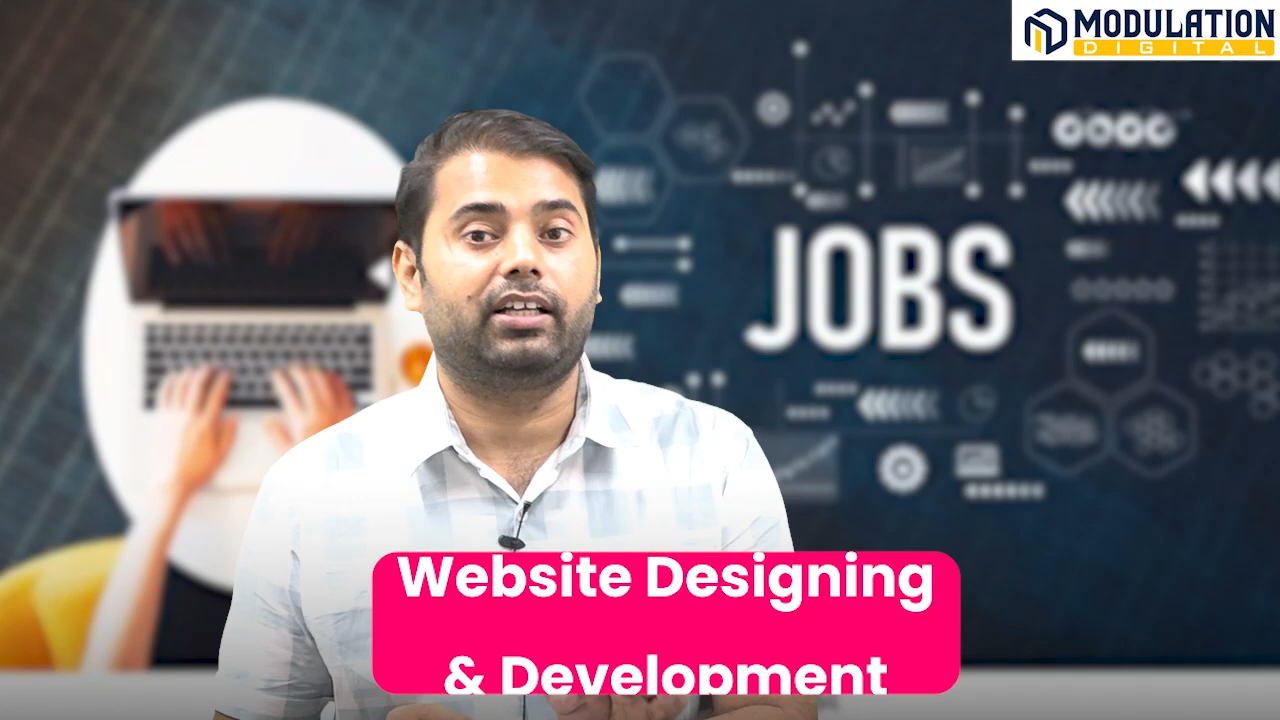 MODULATION
DIGITAL
JOBS
Website Designing
& Development